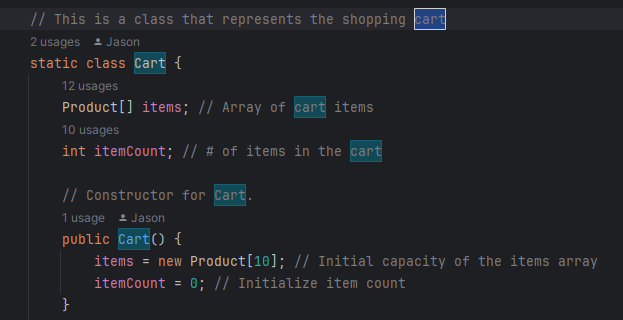 // This is a class that represents the shopping cart
2 usages Jason
static class Cart {
12 usages
Product[] items; // Array of cart items
10 usages
int itemCount; // # of items in the cart
// Constructor for Cart.
1 usage Jason
public Cart() {
items = new Product[10]; // Initial capacity of the items array
itemCount = 0; // Initialize item count
}